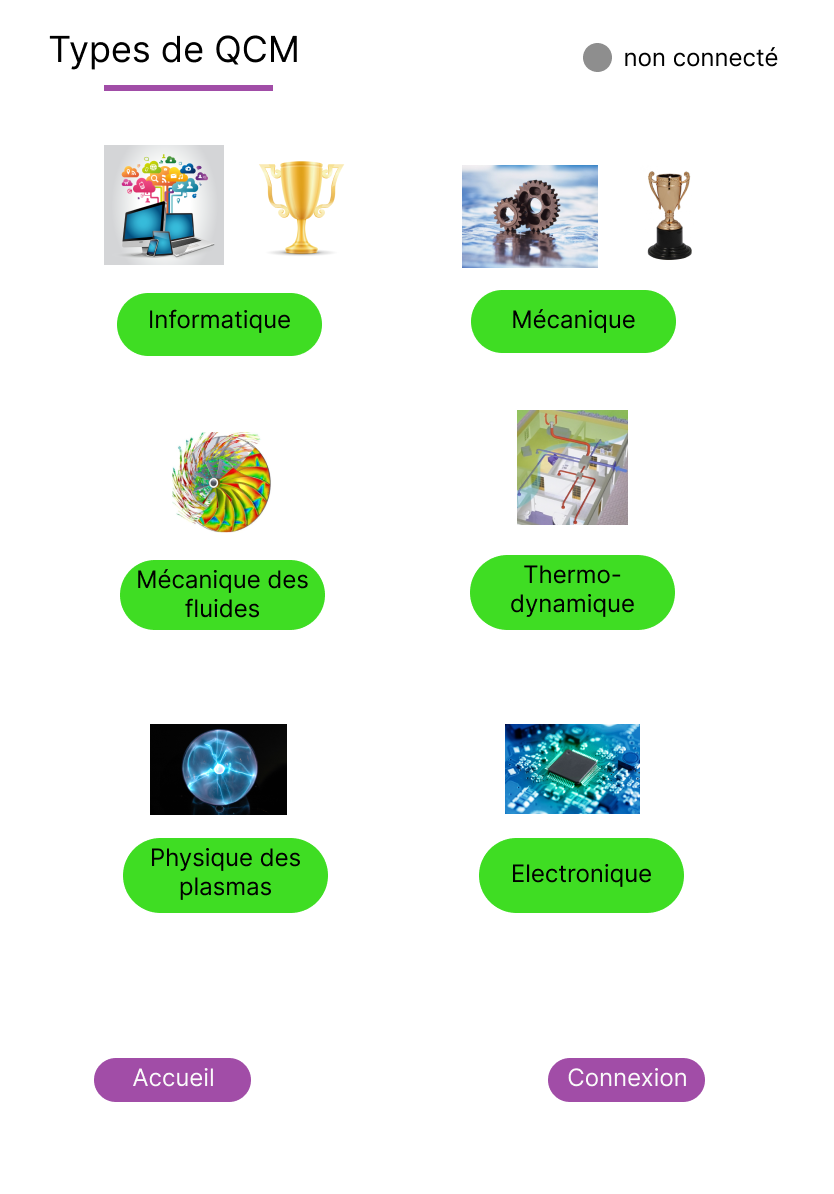 Types de QCM
non connecté
Informatique
Mécanique
Mécanique des
fluides
Thermo-
dynamique
Physique des
plasmas
Electronique
Accueil
Connexion